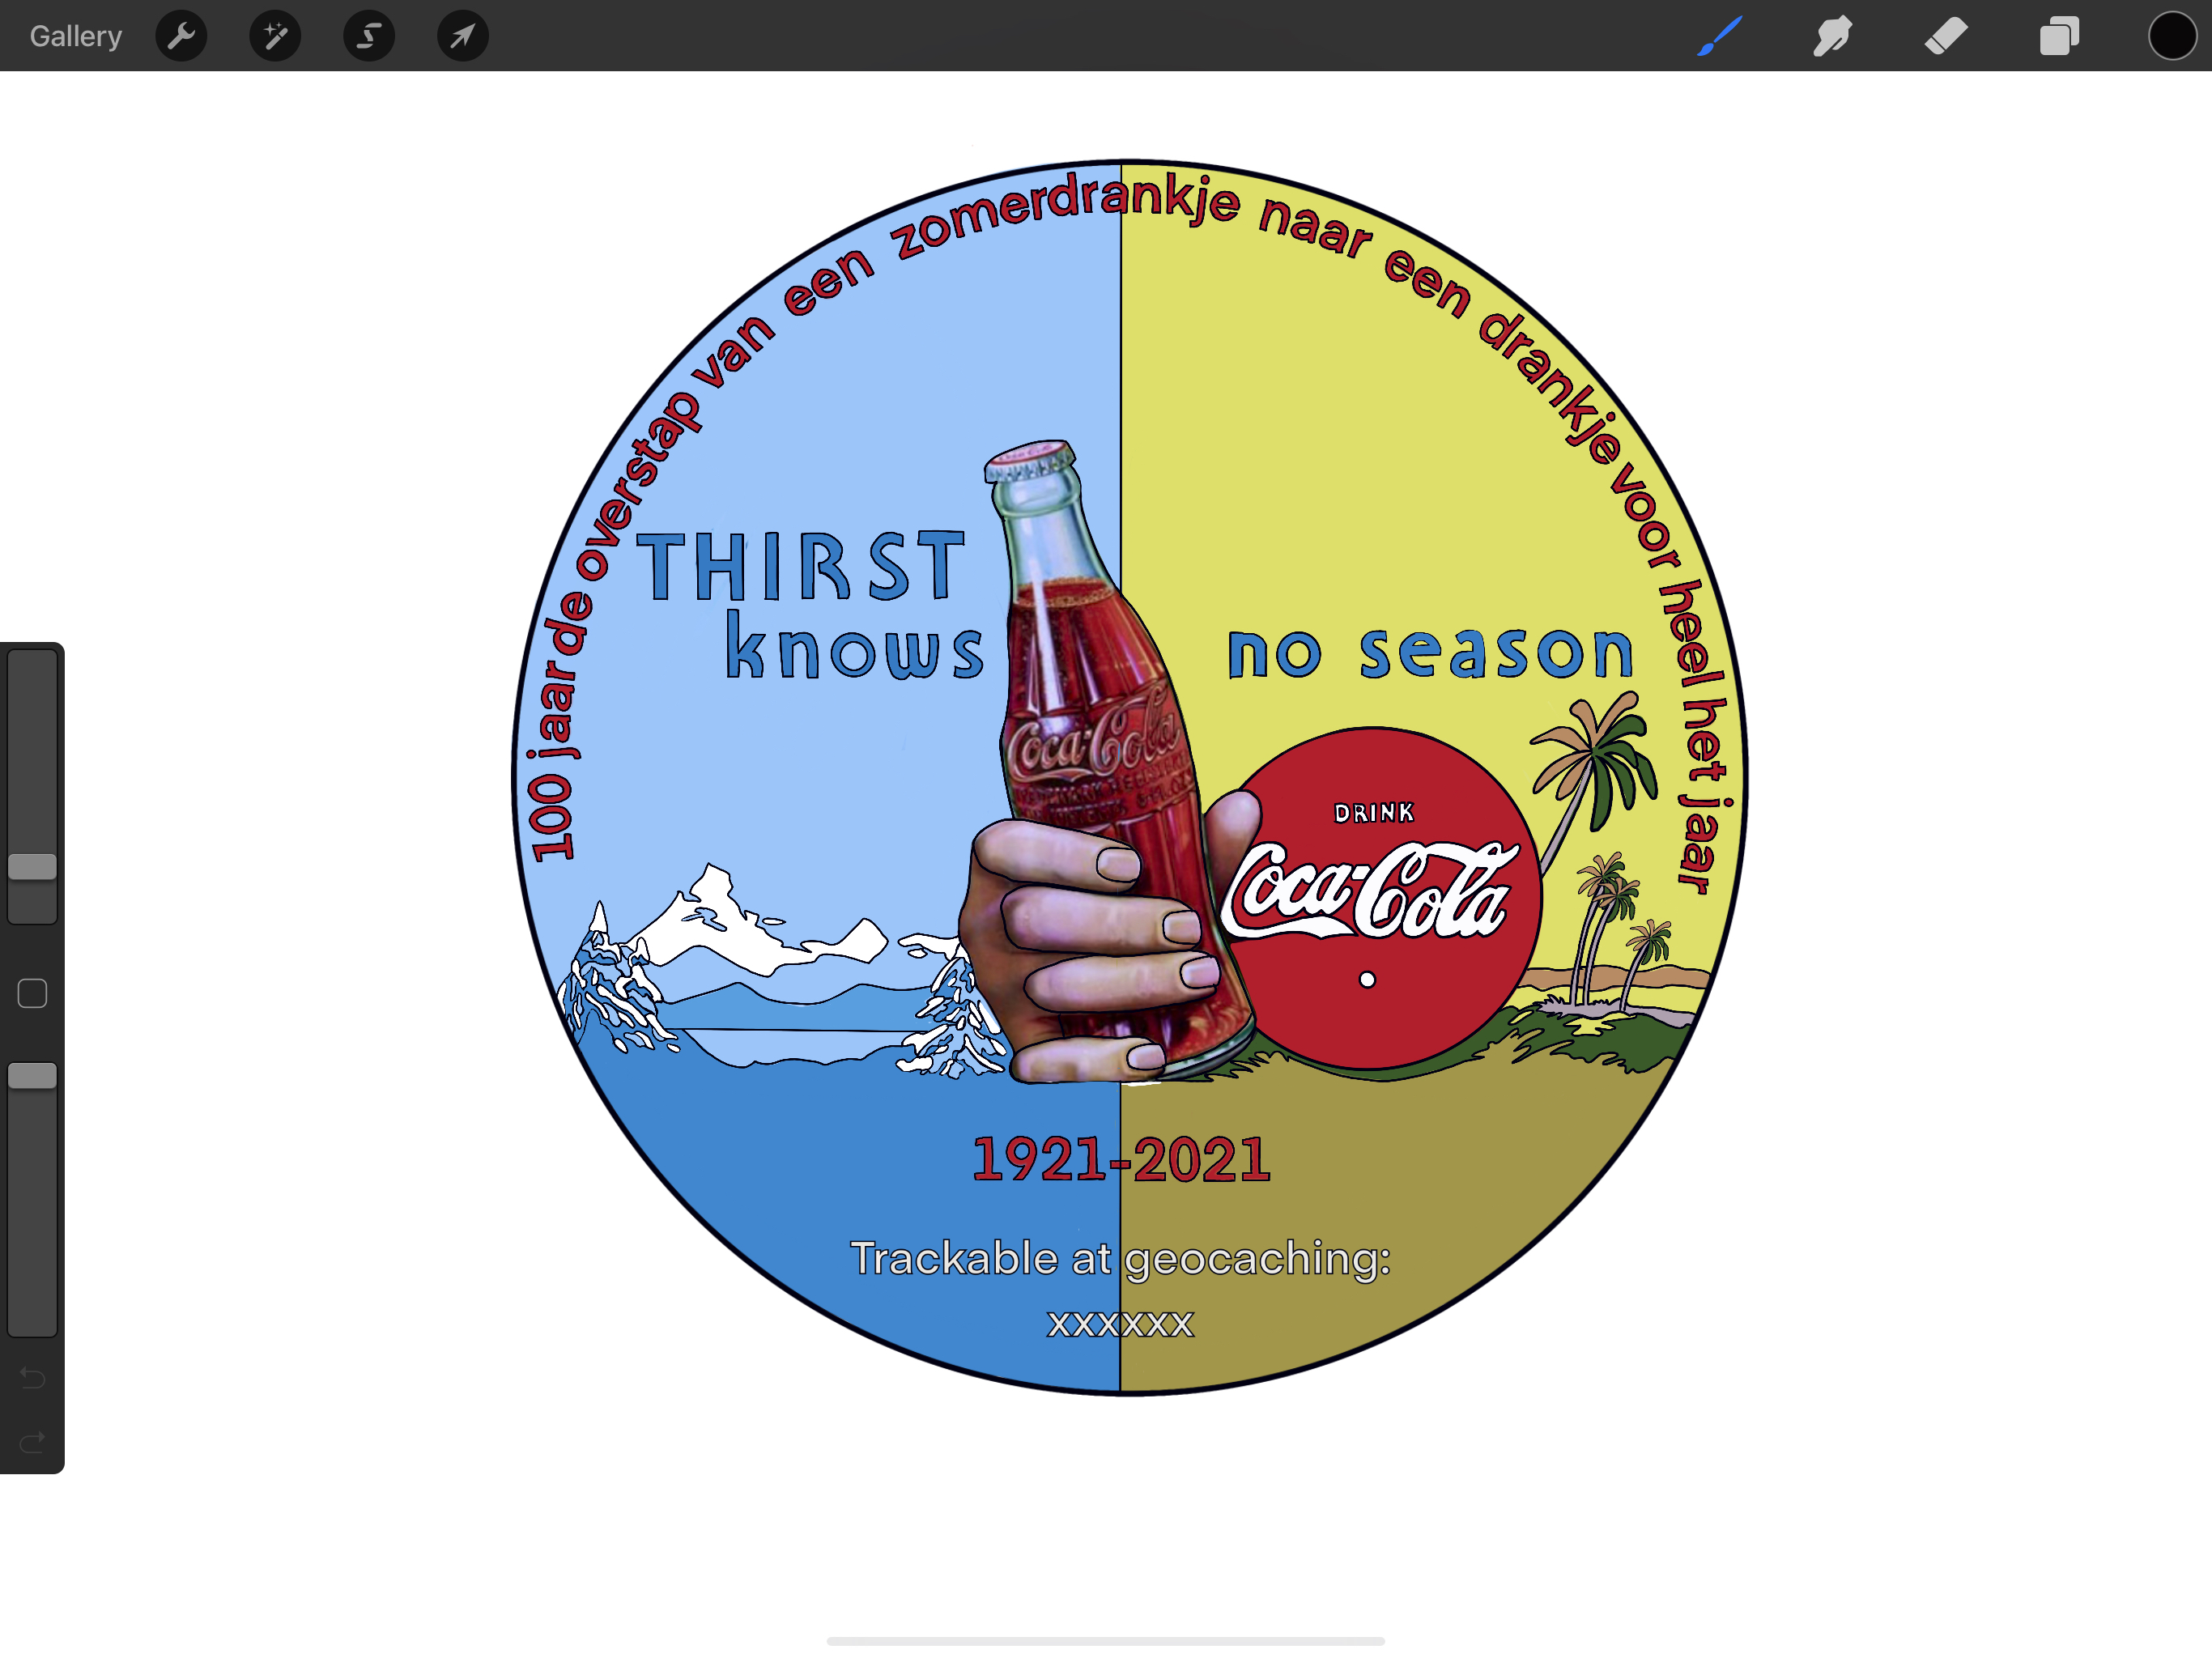 Gallery
100 jaar de overstap van een zomerdrankje naar een drankje voor heel het jaar
THIRST
knows
no season
Coca-Cola
DRINK
Coca-Cola
1921-2021
Trackable at geocaching:
xxxxxx